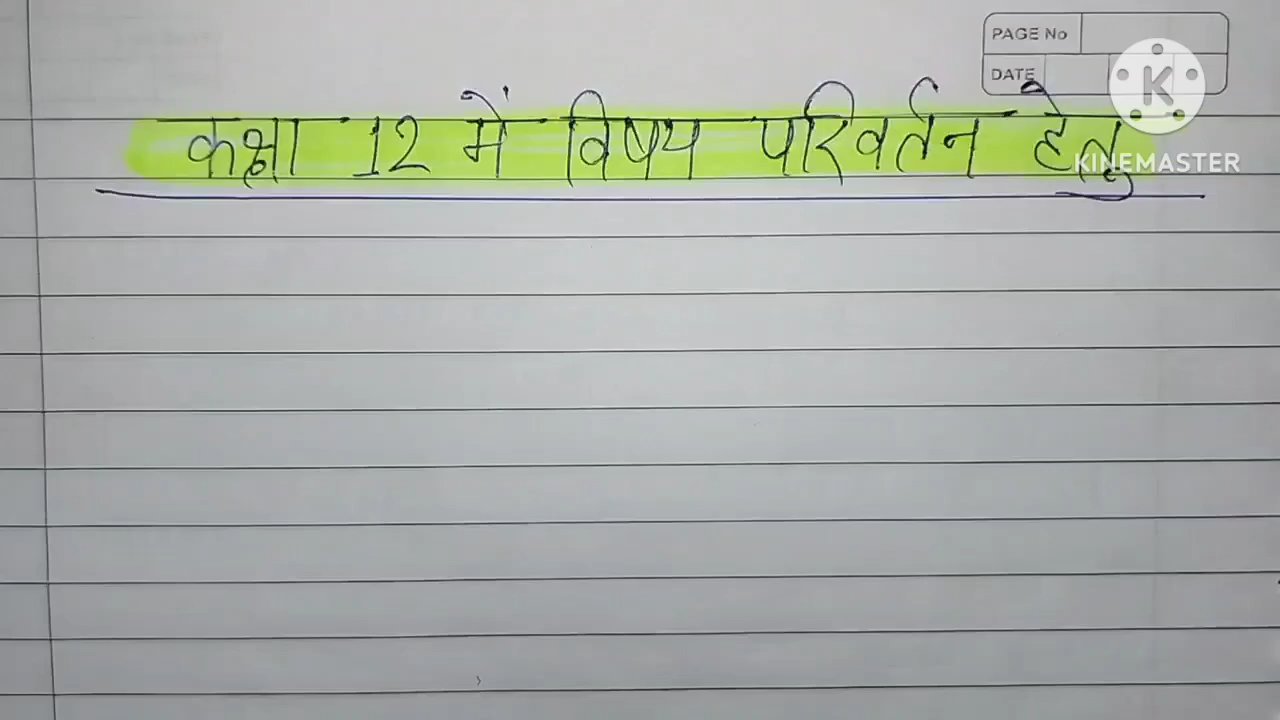 PAGE No
DATE
K
KINEMASTER
कक्षा 12 में विषय परिवर्तन हेतु